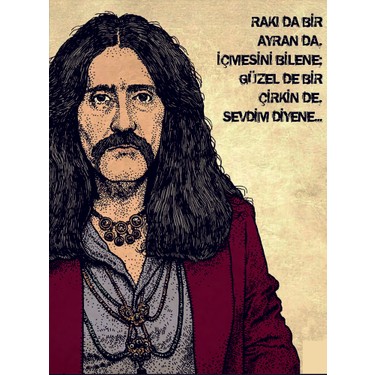 RAKI DA BİR
AYRAN DA.
İÇMESİNİ BİLENE;
GÜZEL DE BİR
ÇİRKİN DE.
SEVDİM DİYENE...